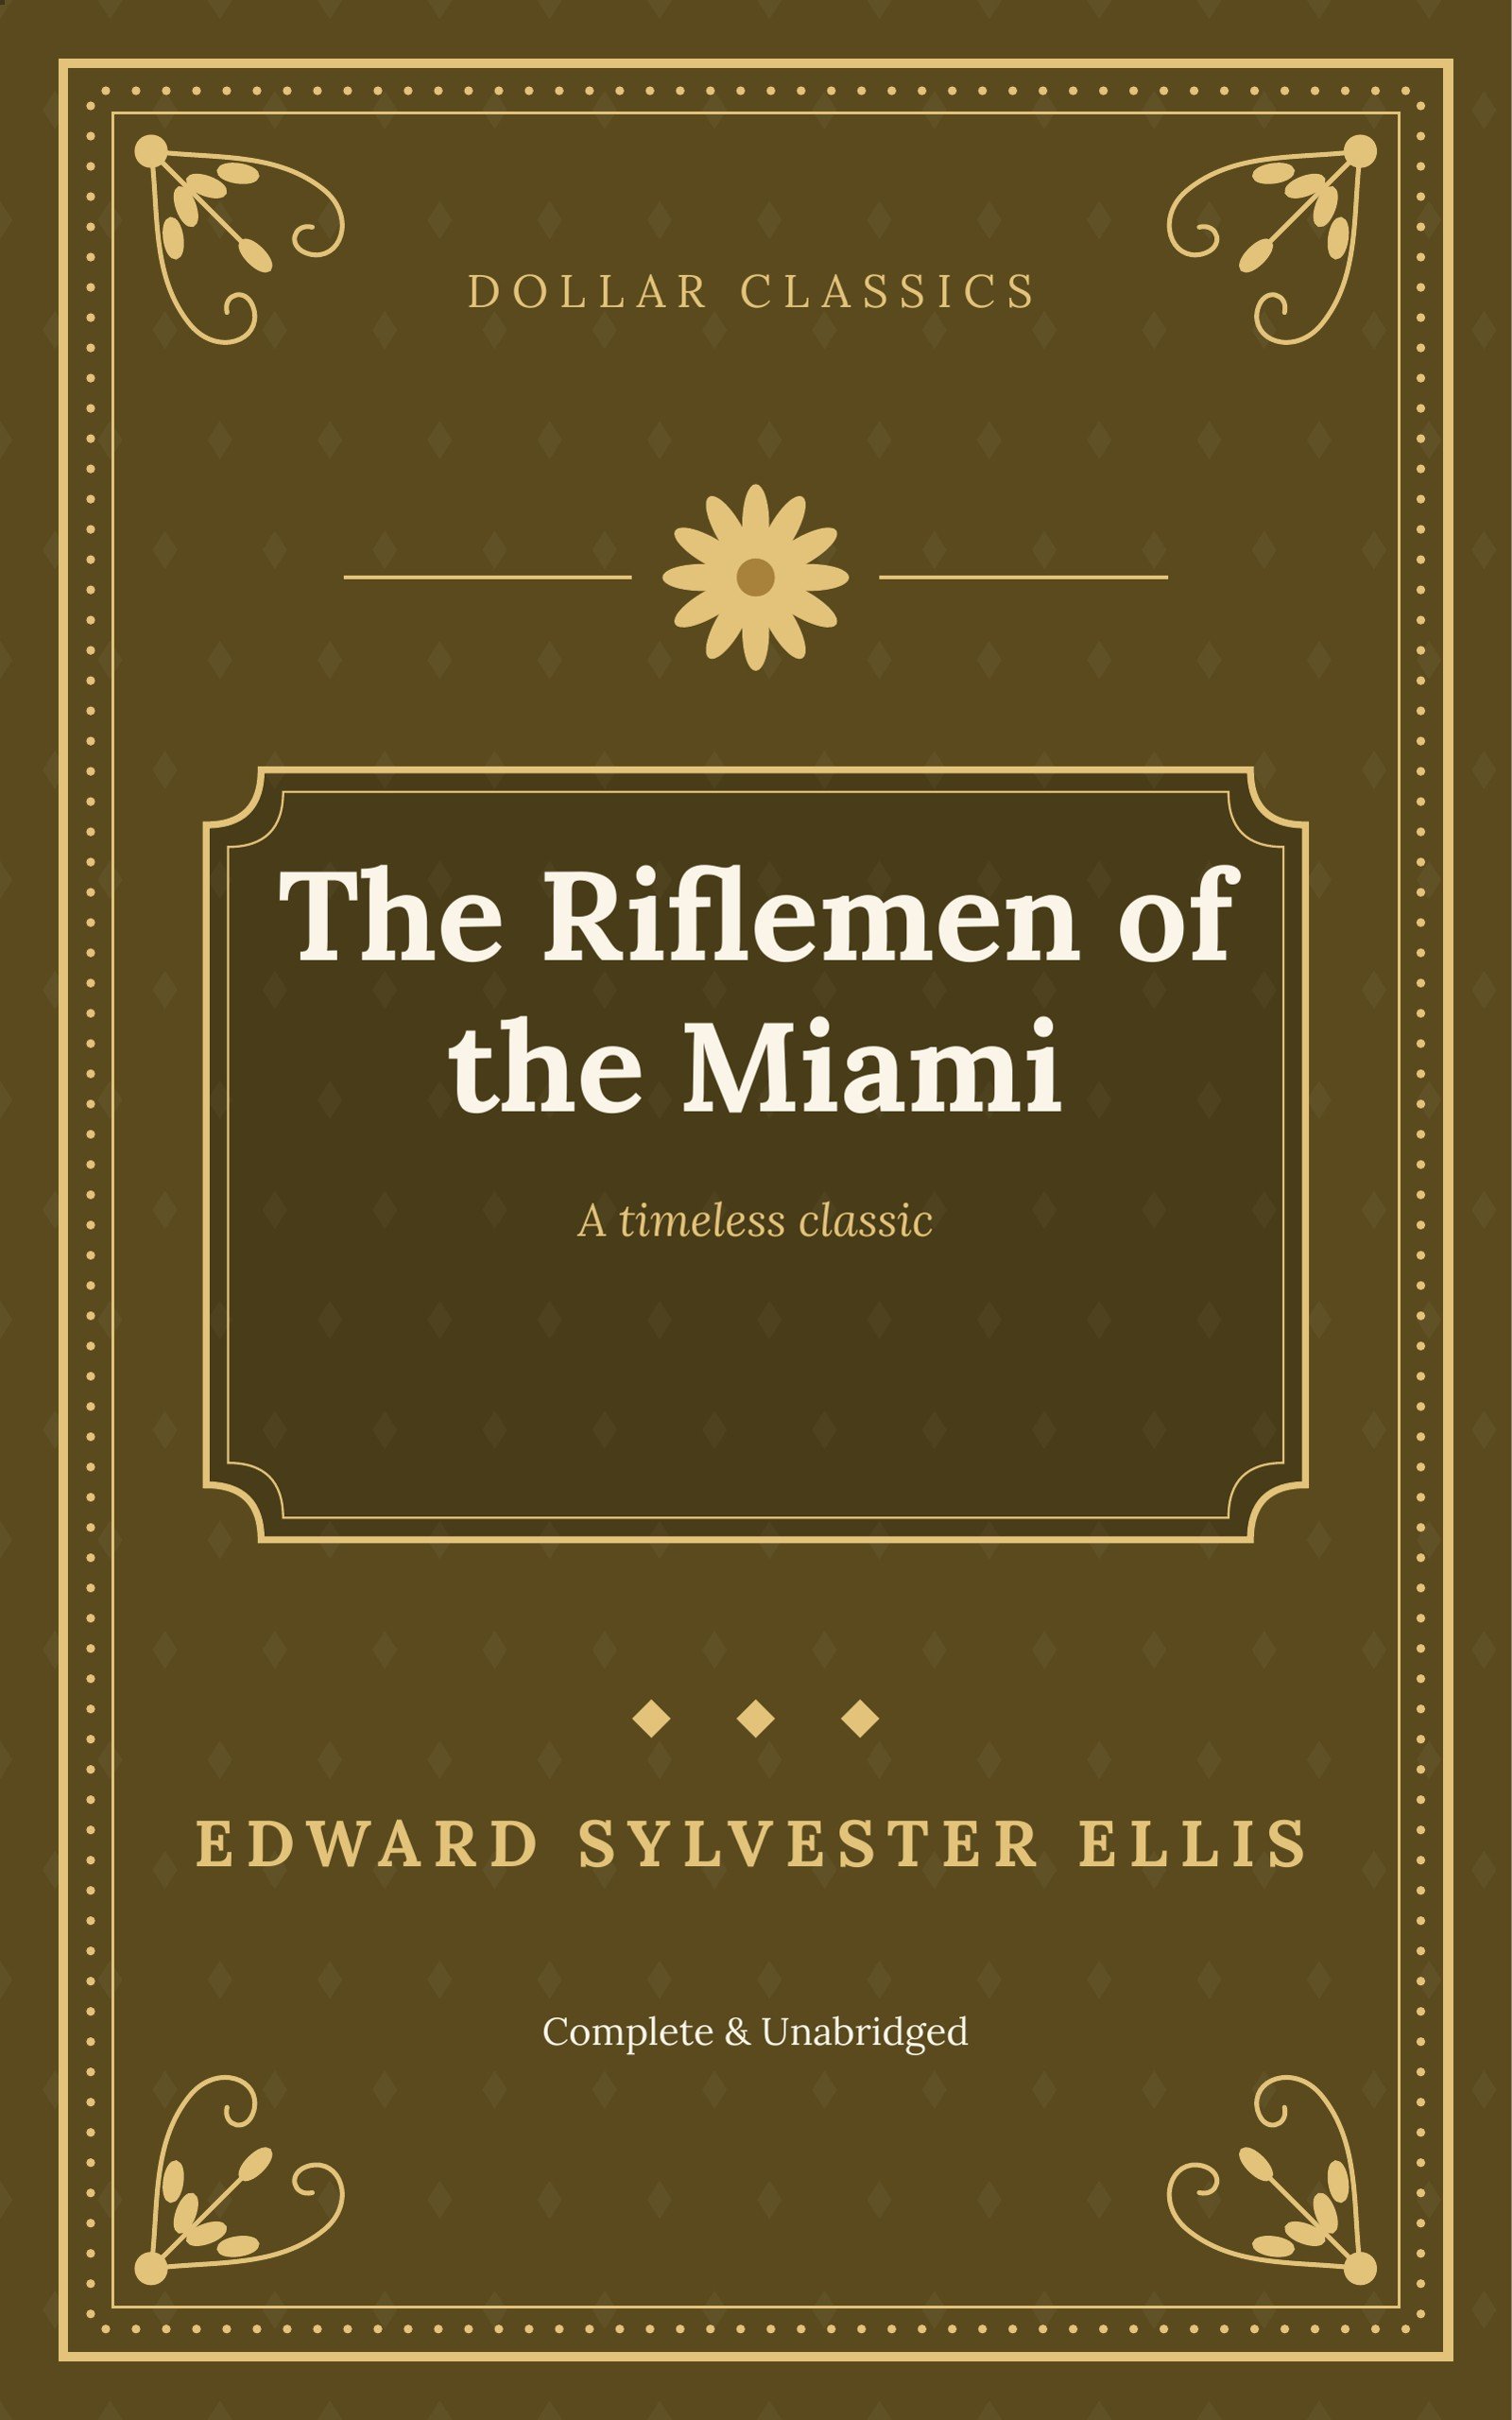 DOLLAR CLASSICS
The Riflemen of
the Miami
A timeless classic
EDWARD SYLVESTER ELLIS
Complete & Unabridged